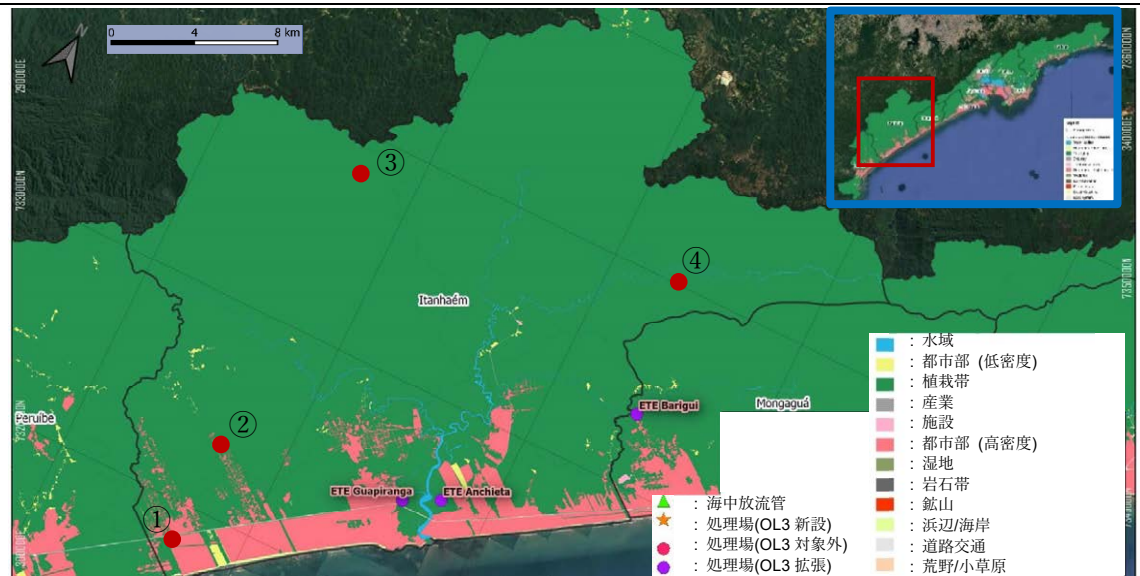 0 4 8 km
③
④
②
①
Itanhaém
Peruíbe
Mongaguá
ETE Barigui
ETE Guapiranga
ETE Anchieta
7330000N
7360000N
7350000N
: 水域
: 都市部 (低密度)
: 植栽帯
: 産業
: 施設
: 都市部 (高密度)
: 湿地
: 岩石帯
: 鉱山
: 浜辺/海岸
: 道路交通
: 荒野/小草原
: 海中放流管
: 処理場(OL3 新設)
: 処理場(OL3 対象外)
: 処理場(OL3 拡張)